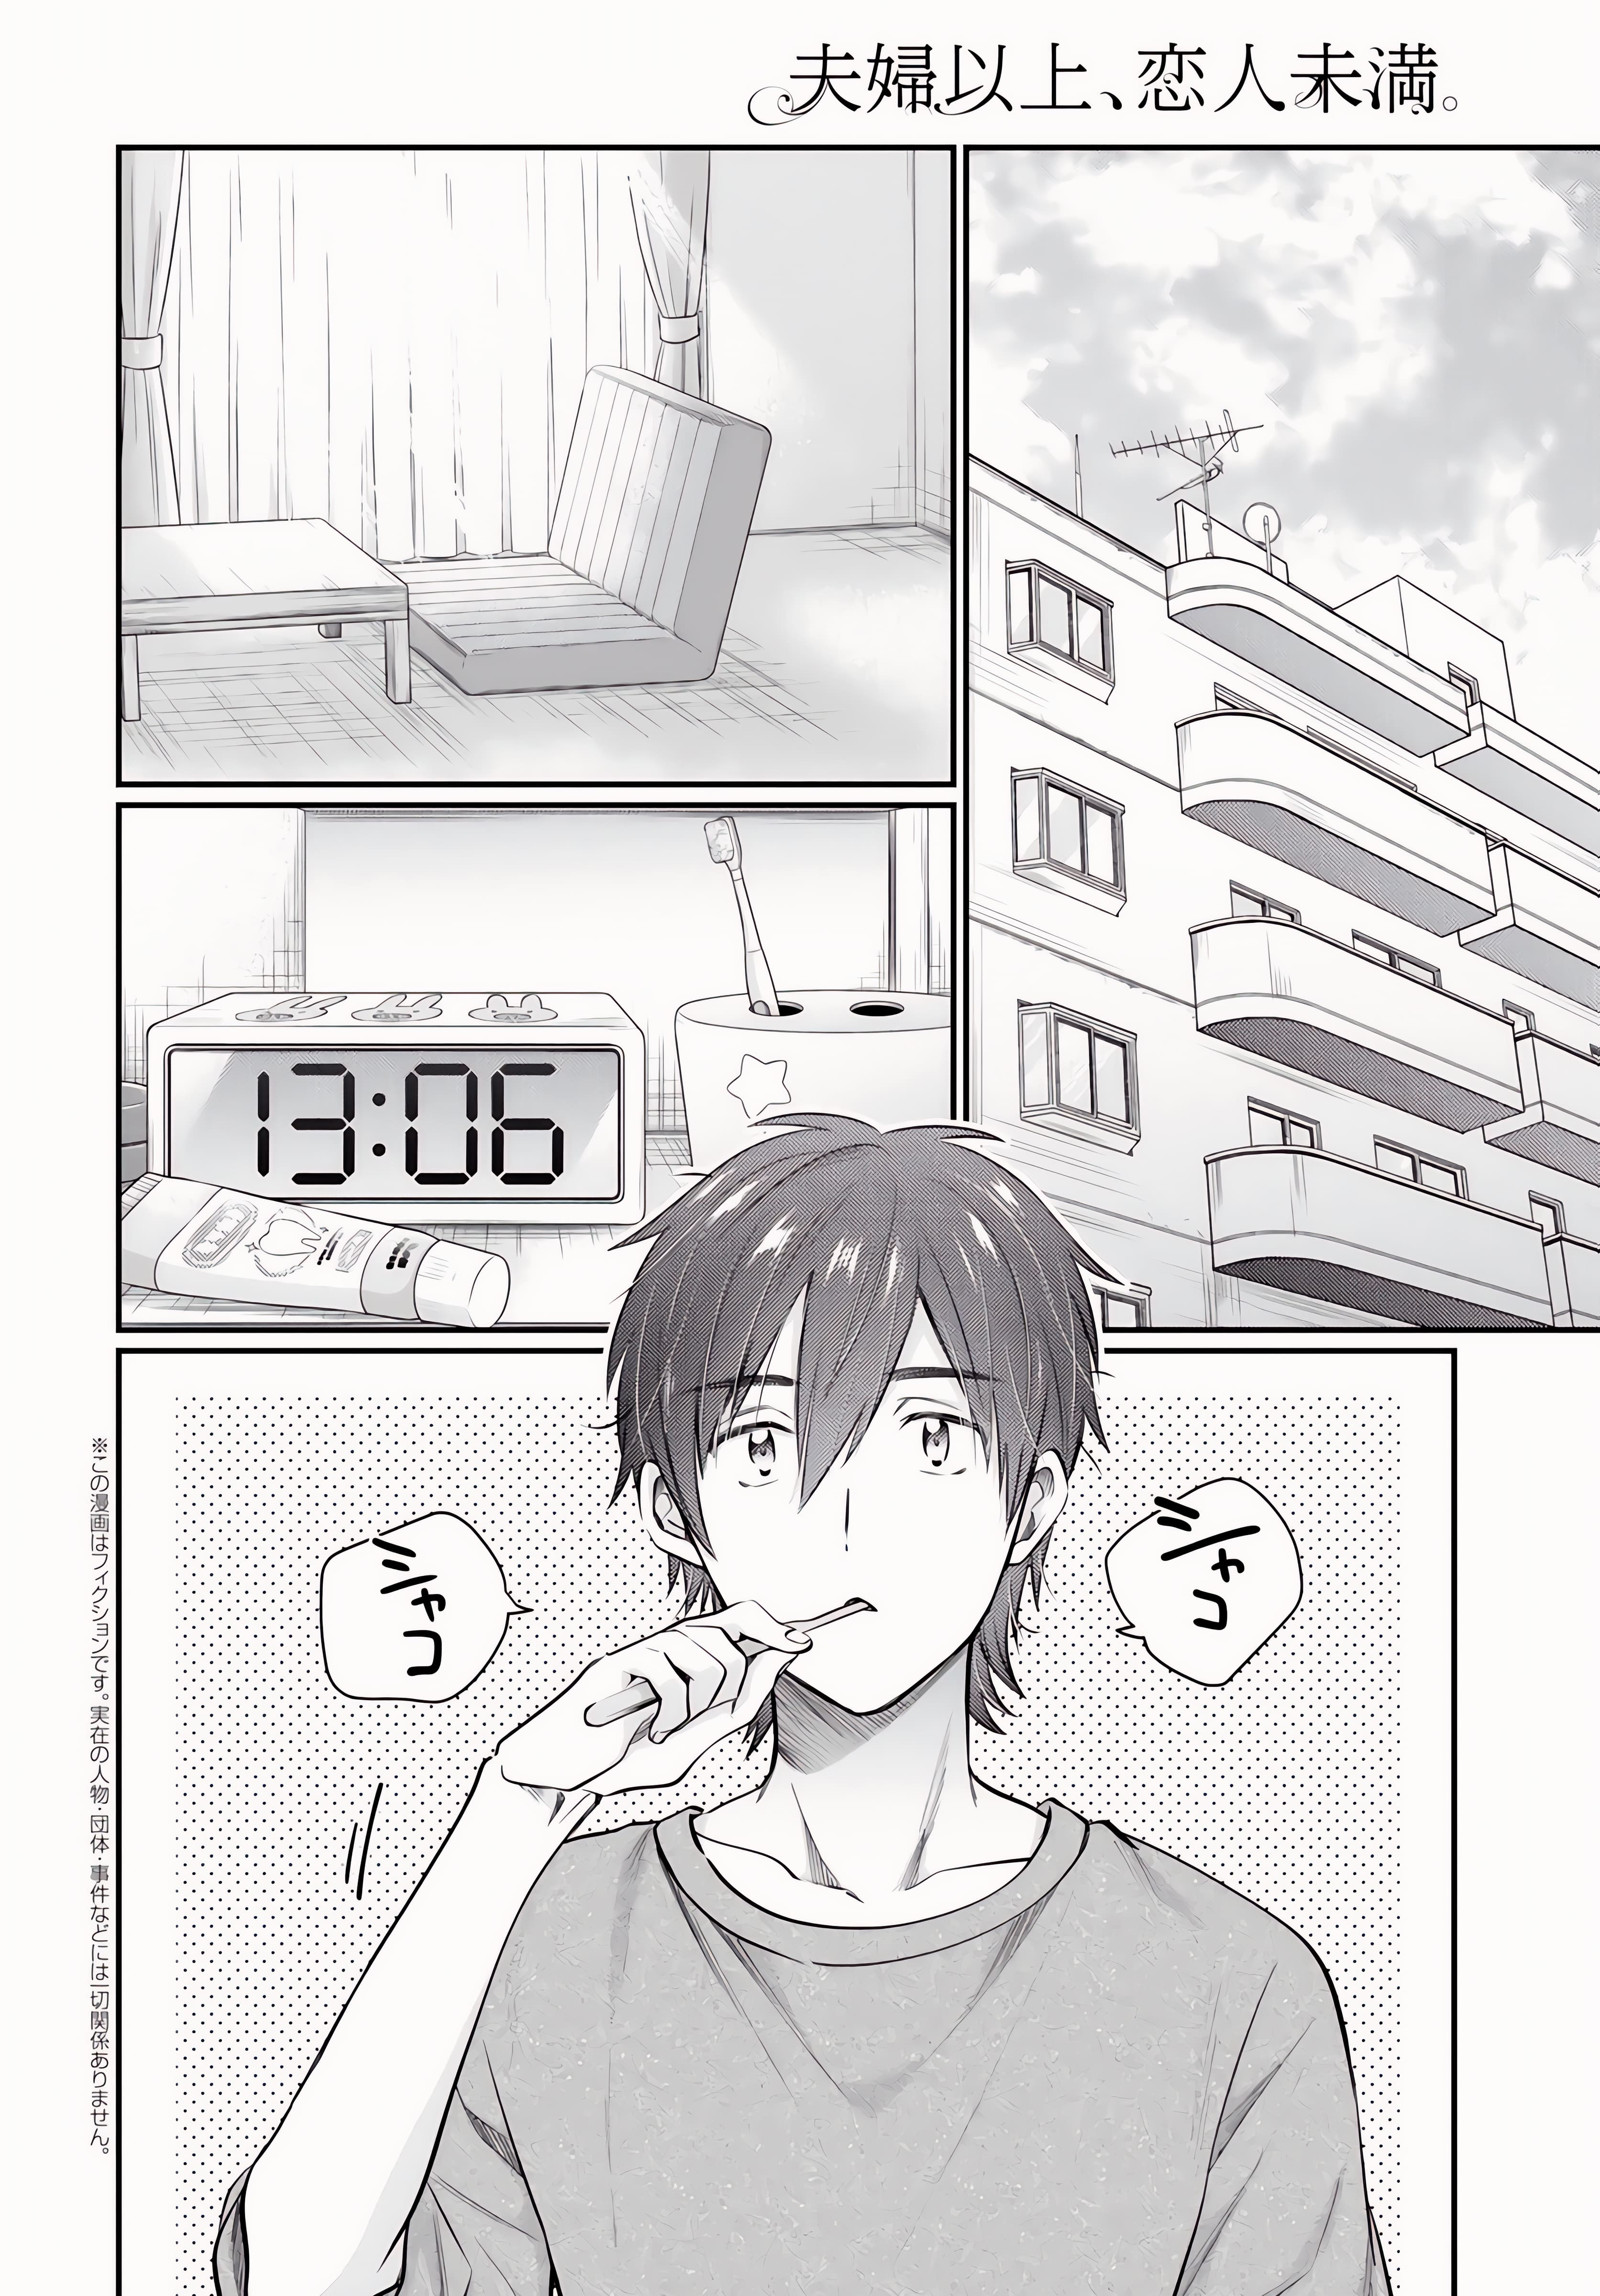 夫婦以上、恋人未満。
13:06
シャコ
シャコ
※この漫画はフィクションです。実在の人物・団体・事件などには一切関係ありません。